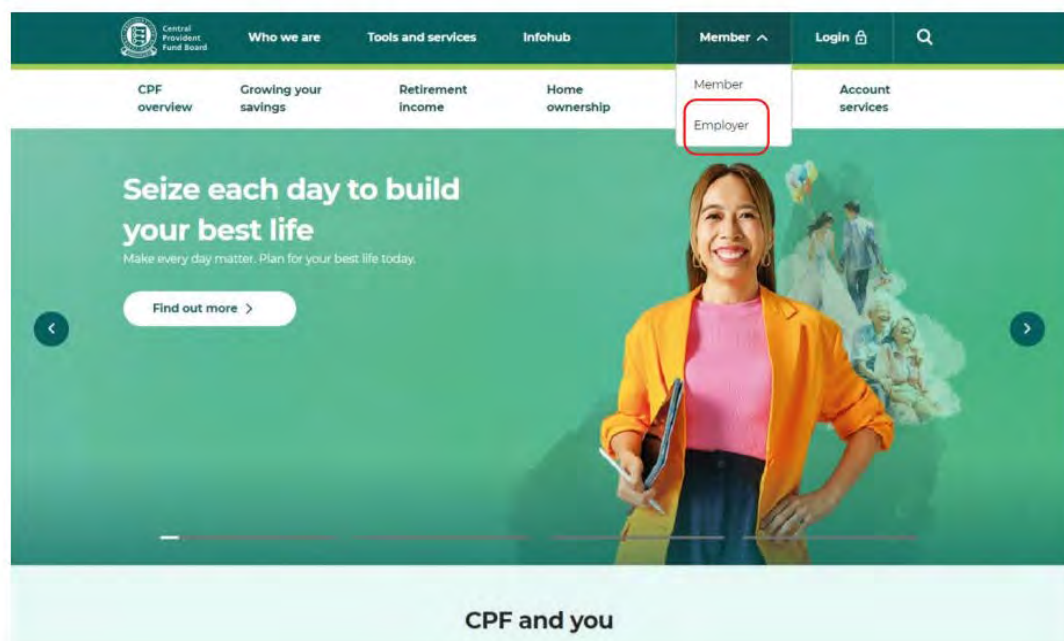 Central
Provident
Fund Board
Who we are
Tools and services
Infohub
Member
Login
CPF
overview
Growing your
savings
Retirement
income
Home
ownership
Member
Employer
Account
services
Seize each day to build
your best life
Make every day matter. Plan for your best life today.
Find out more >
CPF and you